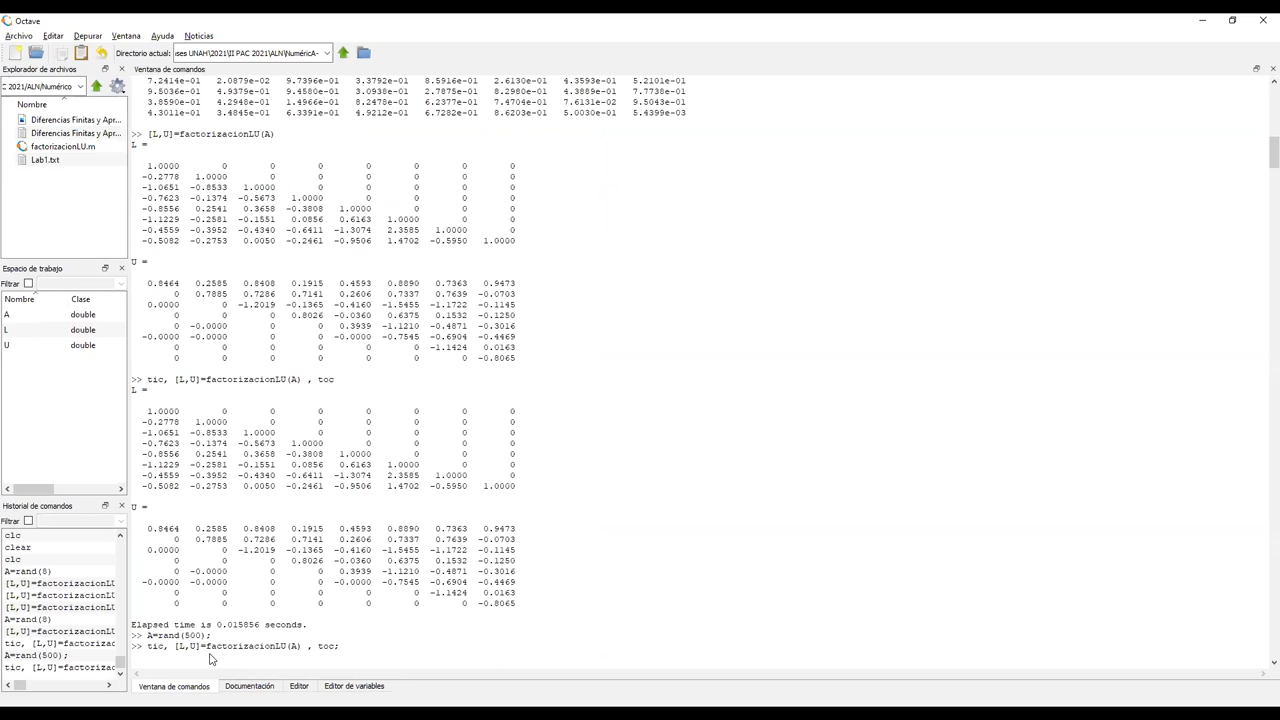 Octave
Archivo Editar Depurar Ventana Ayuda Noticias
Directorio actual: ıses UNAH\2021\II PAC 2021\ALN\NuméricA-
Explorador de archivos
Ventana de comandos
2021/ALN/Numérico
Nombre
Diferencias Finitas y Apr...
Diferencias Finitas y Apr...
factorizacionLU.m
Lab1.txt
Espacio de trabajo
Filtrar
Nombre Clase
A double
L double
U double
Historial de comandos
Filtrar
clc
clear
clc
A=rand(8)
[L,U]=factorizacionLU
[L,U]=factorizacionLU
[L,U]=factorizacionLU
A=rand(8)
[L,U]=factorizacionLU
tic, [L,U]=factorizac
A=rand(500);
tic, [L,U]=factorizac
7.2414e-01 2.0879e-02 9.7396e-01 3.3792e-01 8.5916e-01 2.6130e-01 4.3593e-01 5.2101e-01
9.5036e-01 4.9379e-01 9.4580e-01 3.0938e-01 2.7875e-01 8.2980e-01 4.3889e-01 7.7738e-01
3.8590e-01 4.2948e-01 1.4966e-01 8.2478e-01 6.2377e-01 7.4704e-01 7.6131e-02 9.5043e-01
4.3011e-01 3.4845e-01 6.3391e-01 4.9212e-01 6.7282e-01 8.6203e-01 5.0030e-01 5.4399e-03
>> [L,U]=factorizacionLU(A)
L =
1.0000 0 0 0 0 0 0 0
-0.2778 1.0000 0 0 0 0 0 0
-1.0651 -0.8533 1.0000 0 0 0 0 0
-0.7623 -0.1374 -0.5673 1.0000 0 0 0 0
-0.8556 0.2541 0.3658 -0.3808 1.0000 0 0 0
-1.1229 -0.2581 -0.1551 0.0856 0.6163 1.0000 0 0
-0.4559 -0.3952 -0.4340 -0.6411 -1.3074 2.3585 1.0000 0
-0.5082 -0.2753 0.0050 -0.2461 -0.9506 1.4702 -0.5950 1.0000
U =
0.8464 0.2585 0.8408 0.1915 0.4593 0.8890 0.7363 0.9473
0 0.7885 0.7286 0.7141 0.2606 0.7337 0.7639 -0.0703
0.0000 0 -1.2019 -0.1365 -0.4160 -1.5455 -1.1722 -0.1145
0 0 0 0.8026 -0.0360 0.6375 0.1532 -0.1250
0 -0.0000 0 0 0.3939 -1.1210 -0.4871 -0.3016
-0.0000 -0.0000 0 0 -0.0000 -0.7545 -0.6904 -0.4469
0 0 0 0 0 0 -1.1424 0.0163
0 0 0 0 0 0 0 -0.8065
>> tic, [L,U]=factorizacionLU(A) , toc
L =
1.0000 0 0 0 0 0 0 0
-0.2778 1.0000 0 0 0 0 0 0
-1.0651 -0.8533 1.0000 0 0 0 0 0
-0.7623 -0.1374 -0.5673 1.0000 0 0 0 0
-0.8556 0.2541 0.3658 -0.3808 1.0000 0 0 0
-1.1229 -0.2581 -0.1551 0.0856 0.6163 1.0000 0 0
-0.4559 -0.3952 -0.4340 -0.6411 -1.3074 2.3585 1.0000 0
-0.5082 -0.2753 0.0050 -0.2461 -0.9506 1.4702 -0.5950 1.0000
U =
0.8464 0.2585 0.8408 0.1915 0.4593 0.8890 0.7363 0.9473
0 0.7885 0.7286 0.7141 0.2606 0.7337 0.7639 -0.0703
0.0000 0 -1.2019 -0.1365 -0.4160 -1.5455 -1.1722 -0.1145
0 0 0 0.8026 -0.0360 0.6375 0.1532 -0.1250
0 -0.0000 0 0 0.3939 -1.1210 -0.4871 -0.3016
-0.0000 -0.0000 0 0 -0.0000 -0.7545 -0.6904 -0.4469
0 0 0 0 0 0 -1.1424 0.0163
0 0 0 0 0 0 0 -0.8065
Elapsed time is 0.015856 seconds.
>> A=rand(500);
>> tic, [L,U]=factorizacionLU(A) , toc;
Ventana de comandos Documentación Editor Editor de variables